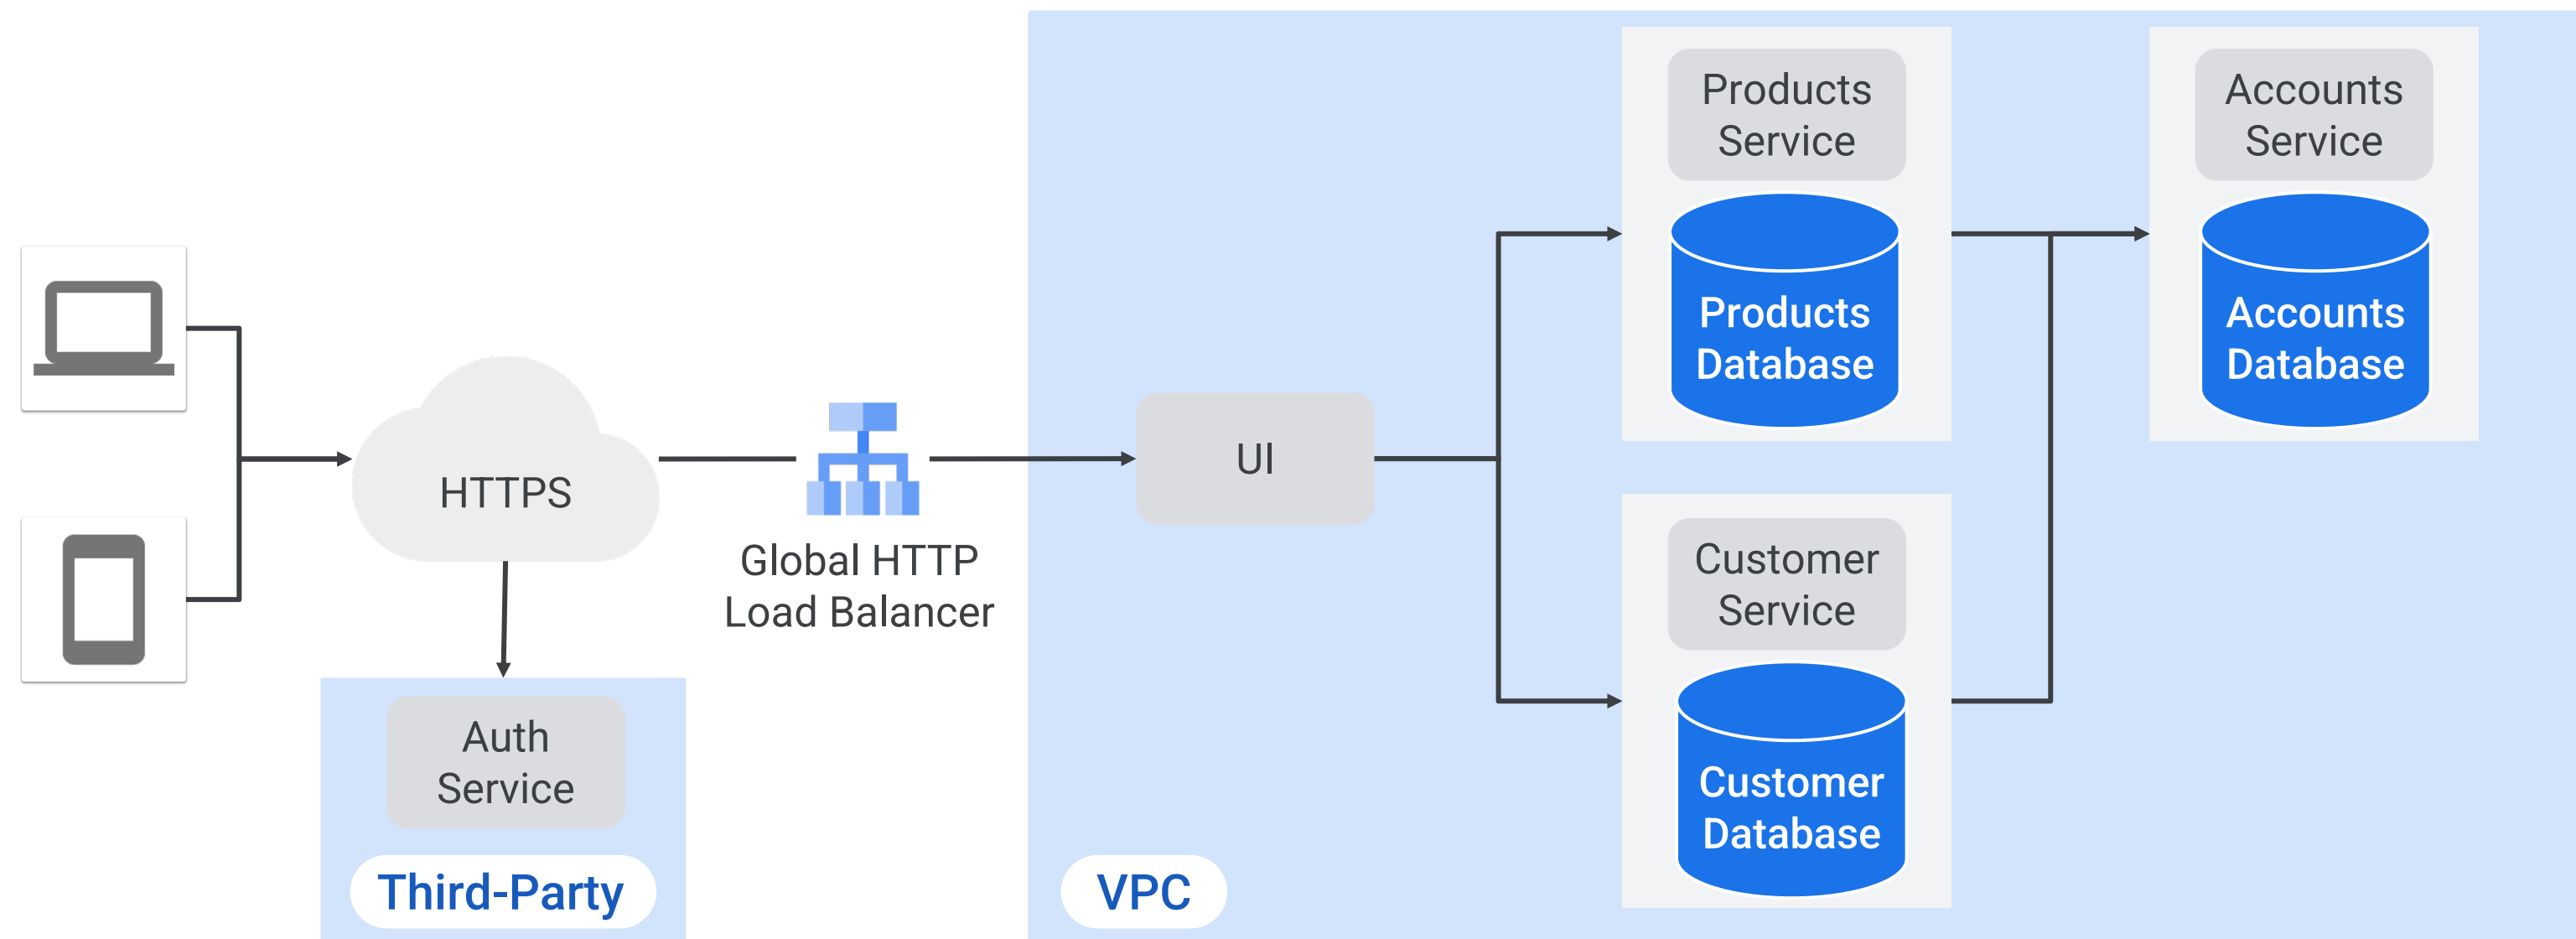 HTTPS
Auth
Service
Third-Party
Global HTTP
Load Balancer
VPC
UI
Products
Service
Products
Database
Customer
Service
Customer
Database
Accounts
Service
Accounts
Database